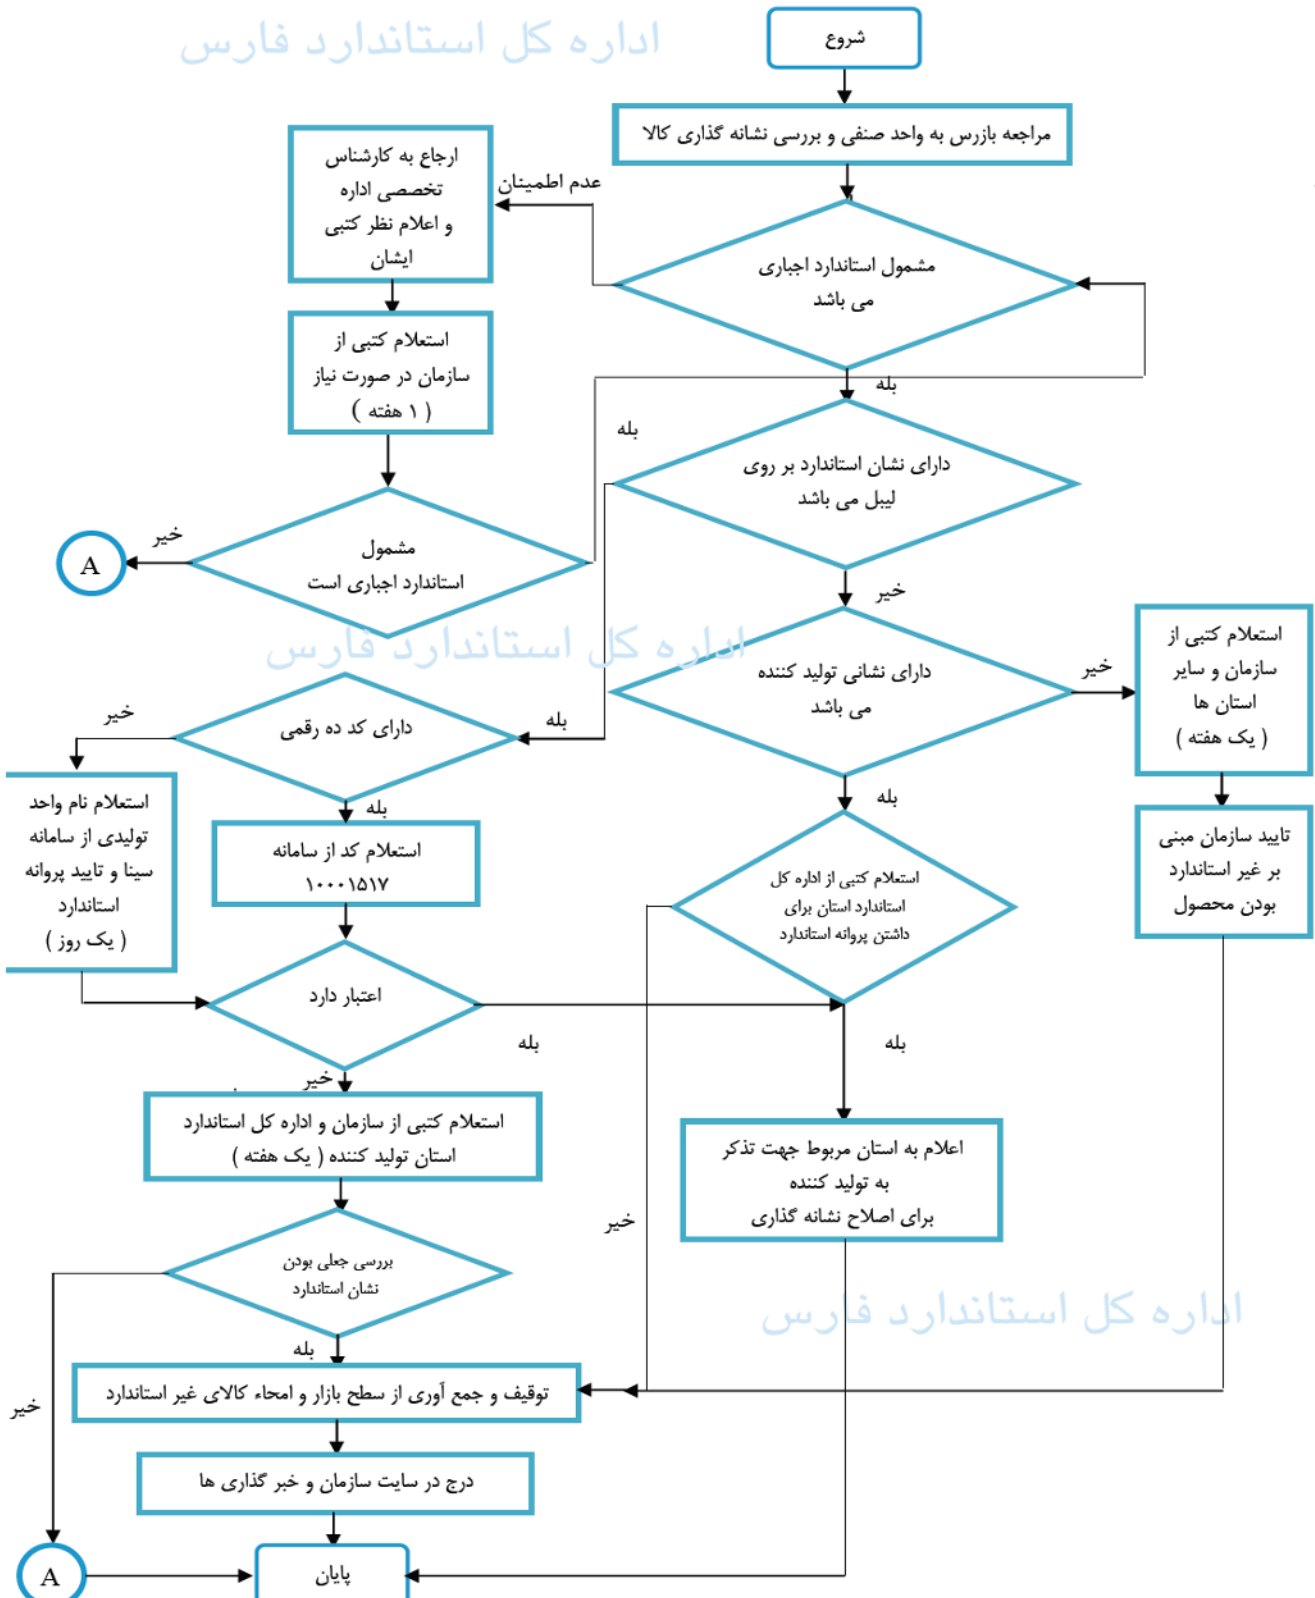 اداره کل استاندارد فارس
شروع
مراجعه بازرس به واحد صنفی و بررسی نشانه گذاری کالا
ارجاع به کارشناس
تخصصی اداره
و اعلام نظر کتبی
ایشان
عدم اطمینان
مشمول استاندارد اجباری
می باشد
استعلام کتبی از
سازمان در صورت نیاز
( ۱ هفته )
بله
بله
دارای نشان استاندارد بر روی
لیبل می باشد
مشمول
استاندارد اجباری است
خیر
A
خیر
اداره کل استاندارد فارس
دارای نشانی تولید کننده
می باشد
خیر
استعلام کتبی از
سازمان و سایر
استان ها
( یک هفته )
بله
دارای کد ده رقمی
خیر
بله
بله
استعلام نام واحد
تولیدی از سامانه
سینا و تایید پروانه
استاندارد
( یک روز )
استعلام کد از سامانه
۱۰۰۰۱۵۱۷
استعلام کتبی از اداره کل
استاندارد استان برای
داشتن پروانه استاندارد
تایید سازمان مبنی
بر غیر استاندارد
بودن محصول
اعتبار دارد
بله
بله
خیر
استعلام کتبی از سازمان و اداره کل استاندارد
استان تولید کننده ( یک هفته )
اعلام به استان مربوط جهت تذکر
به تولید کننده
برای اصلاح نشانه گذاری
خیر
بررسی جعلی بودن
نشان استاندارد
اداره کل استاندارد فارس
بله
خیر
توقیف و جمع آوری از سطح بازار و امحاء کالای غیر استاندارد
درج در سایت سازمان و خبر گذاری ها
A
پایان